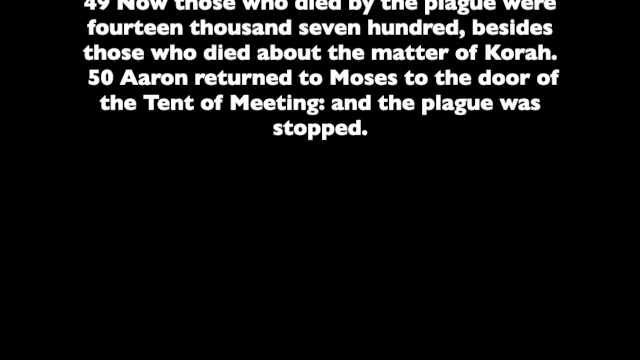 49 Now those who died by the plague were
fourteen thousand seven hundred, besides
those who died about the matter of Korah.
50 Aaron returned to Moses to the door of
the Tent of Meeting: and the plague was
stopped.